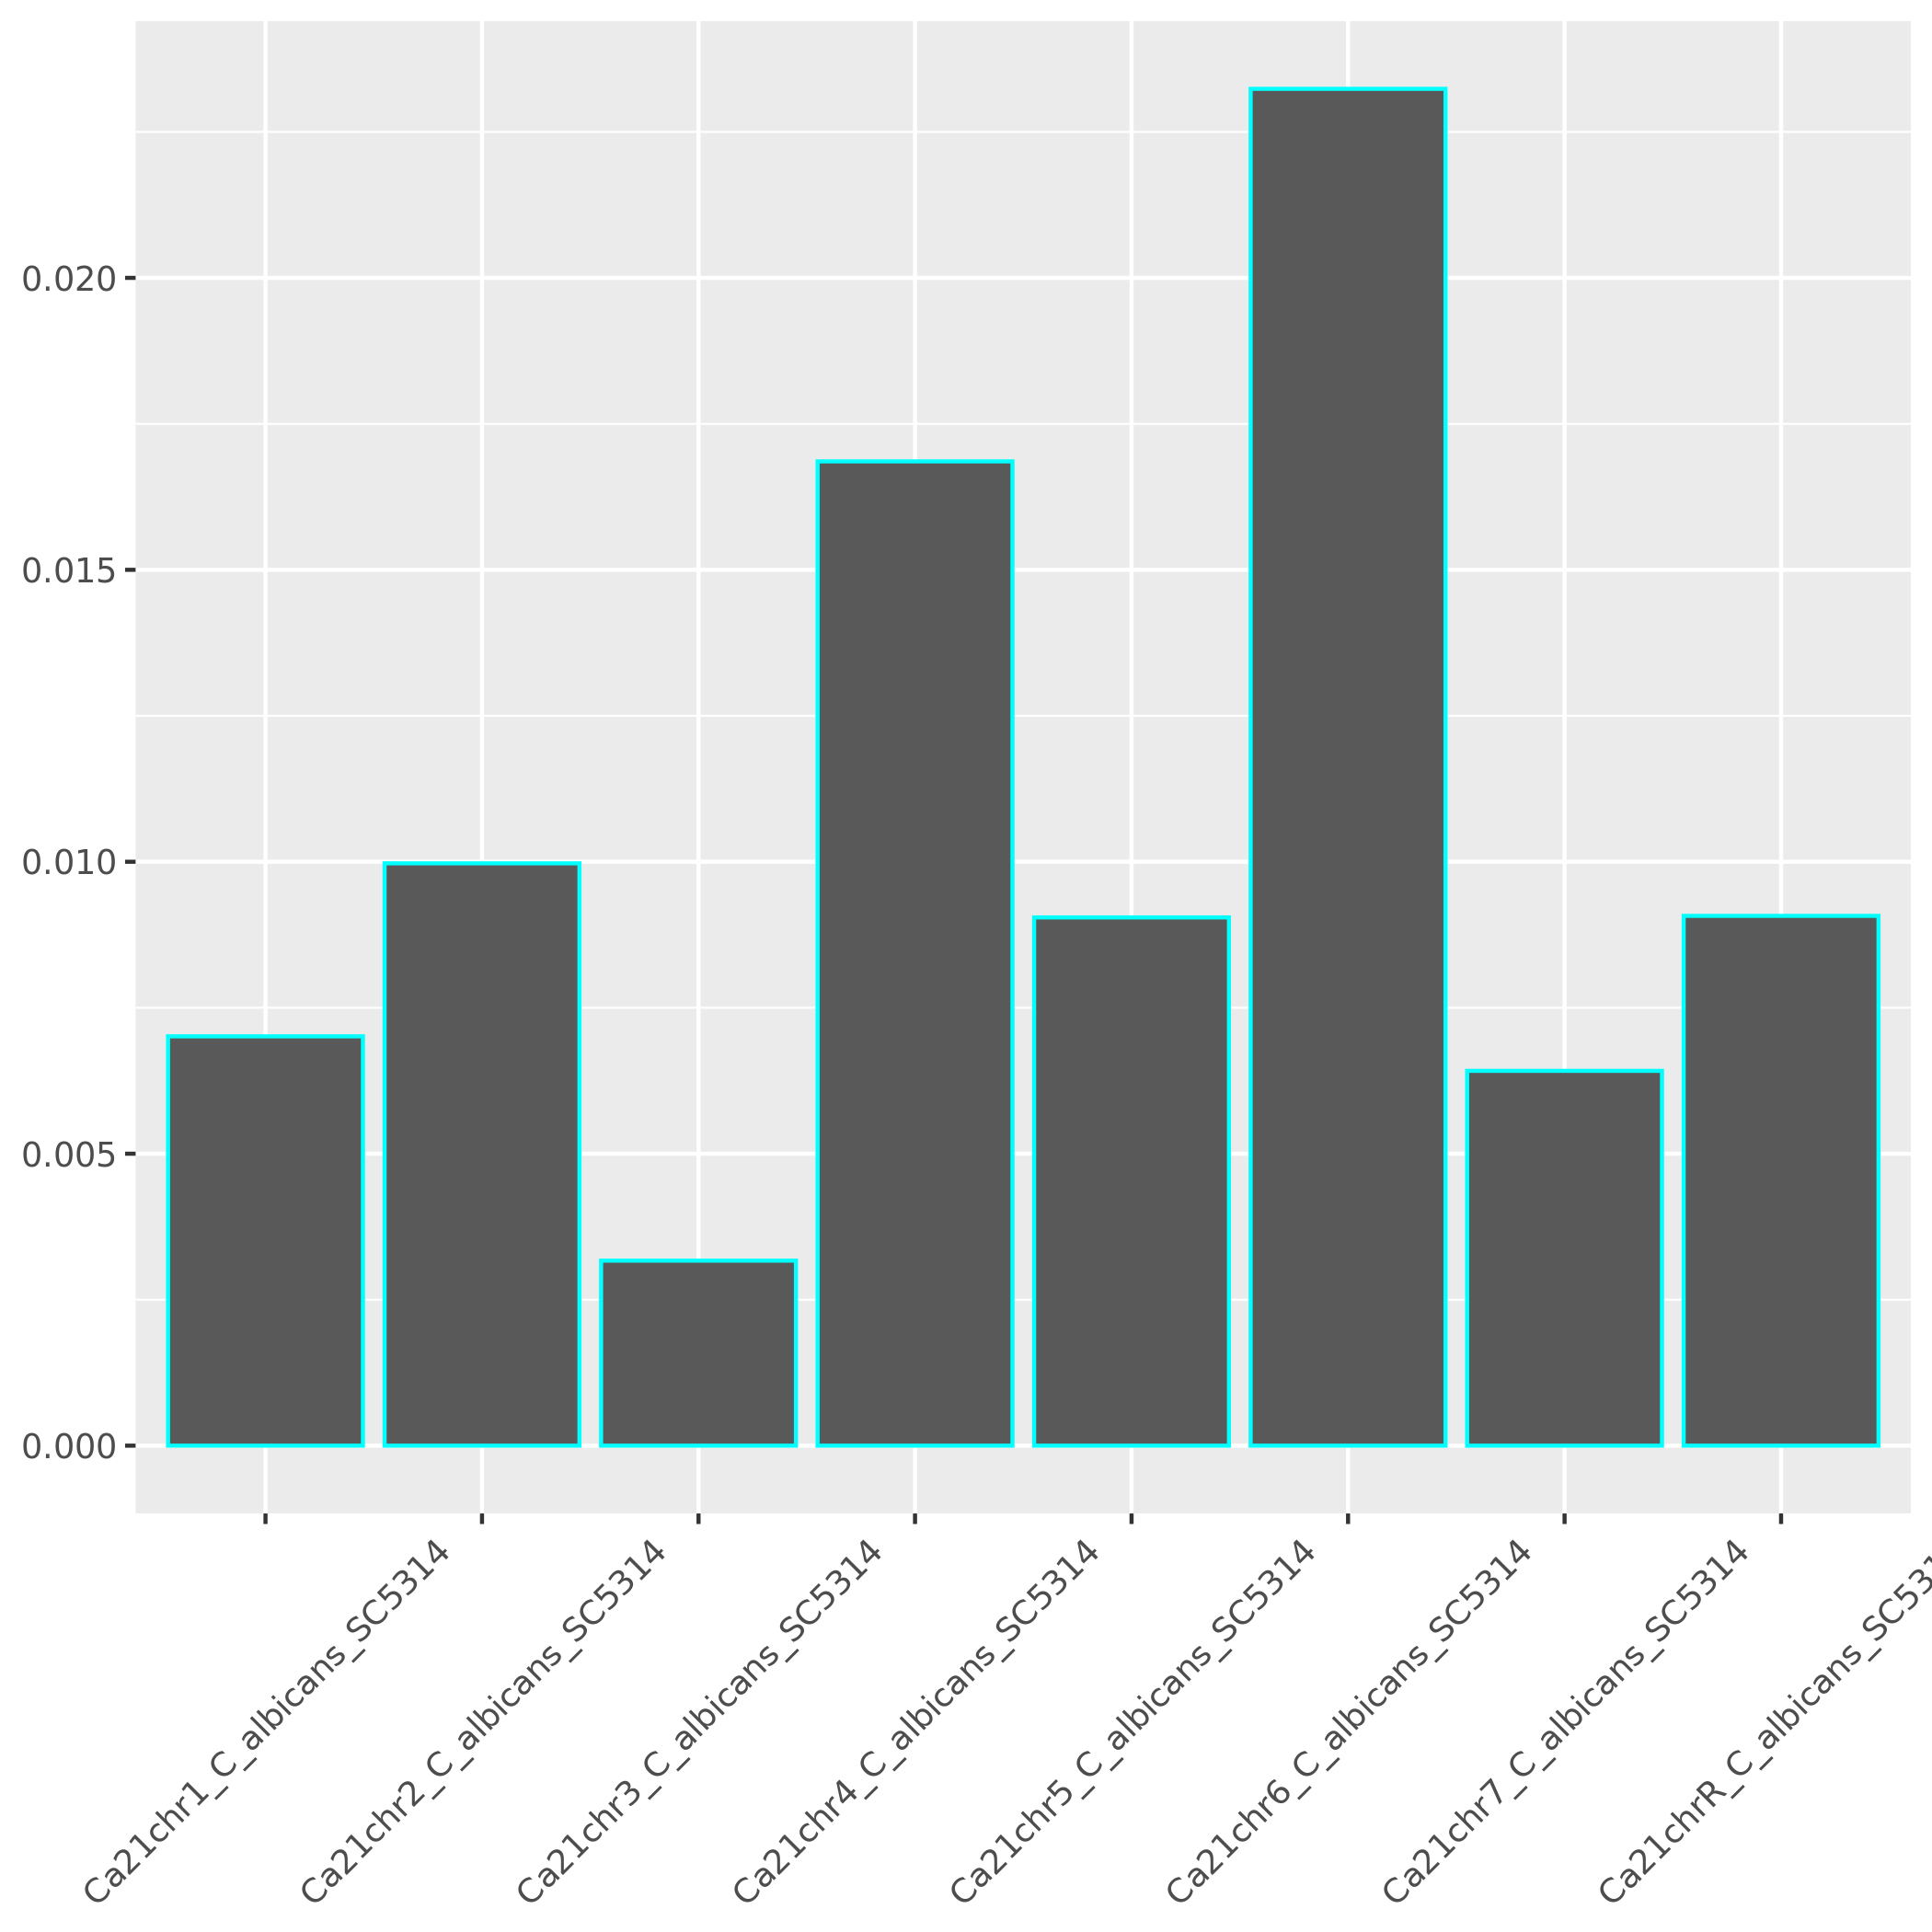 0.020
0.015
0.010
0.005
0.000
Ca21chr1_C_albicans_SC5314
Ca21chr2_C_albicans_SC5314
Ca21chr3_C_albicans_SC5314
Ca21chr4_C_albicans_SC5314
Ca21chr5_C_albicans_SC5314
Ca21chr6_C_albicans_SC5314
Ca21chr7_C_albicans_SC5314
Ca21chrR_C_albicans_SC531